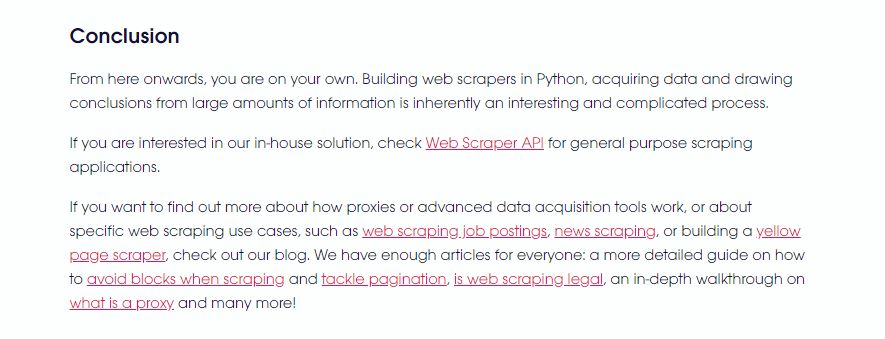 Conclusion
From here onwards, you are on your own. Building web scrapers in Python, acquiring data and drawing
conclusions from large amounts of information is inherently an interesting and complicated process.
If you are interested in our in-house solution, check Web Scraper API for general purpose scraping
applications.
If you want to find out more about how proxies or advanced data acquisition tools work, or about
specific web scraping use cases, such as web scraping job postings, news scraping, or building a yellow
page scraper, check out our blog. We have enough articles for everyone: a more detailed guide on how
to avoid blocks when scraping and tackle pagination, is web scraping legal, an in-depth walkthrough on
what is a proxy and many more!